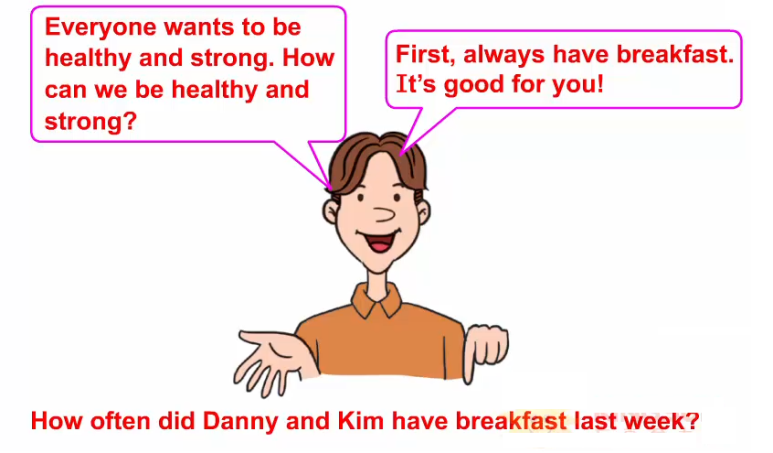 Everyone wants to be
healthy and strong. How
can we be healthy and
strong?
First, always have breakfast.
It's good for you!
How often did Danny and Kim have breakfast last week?